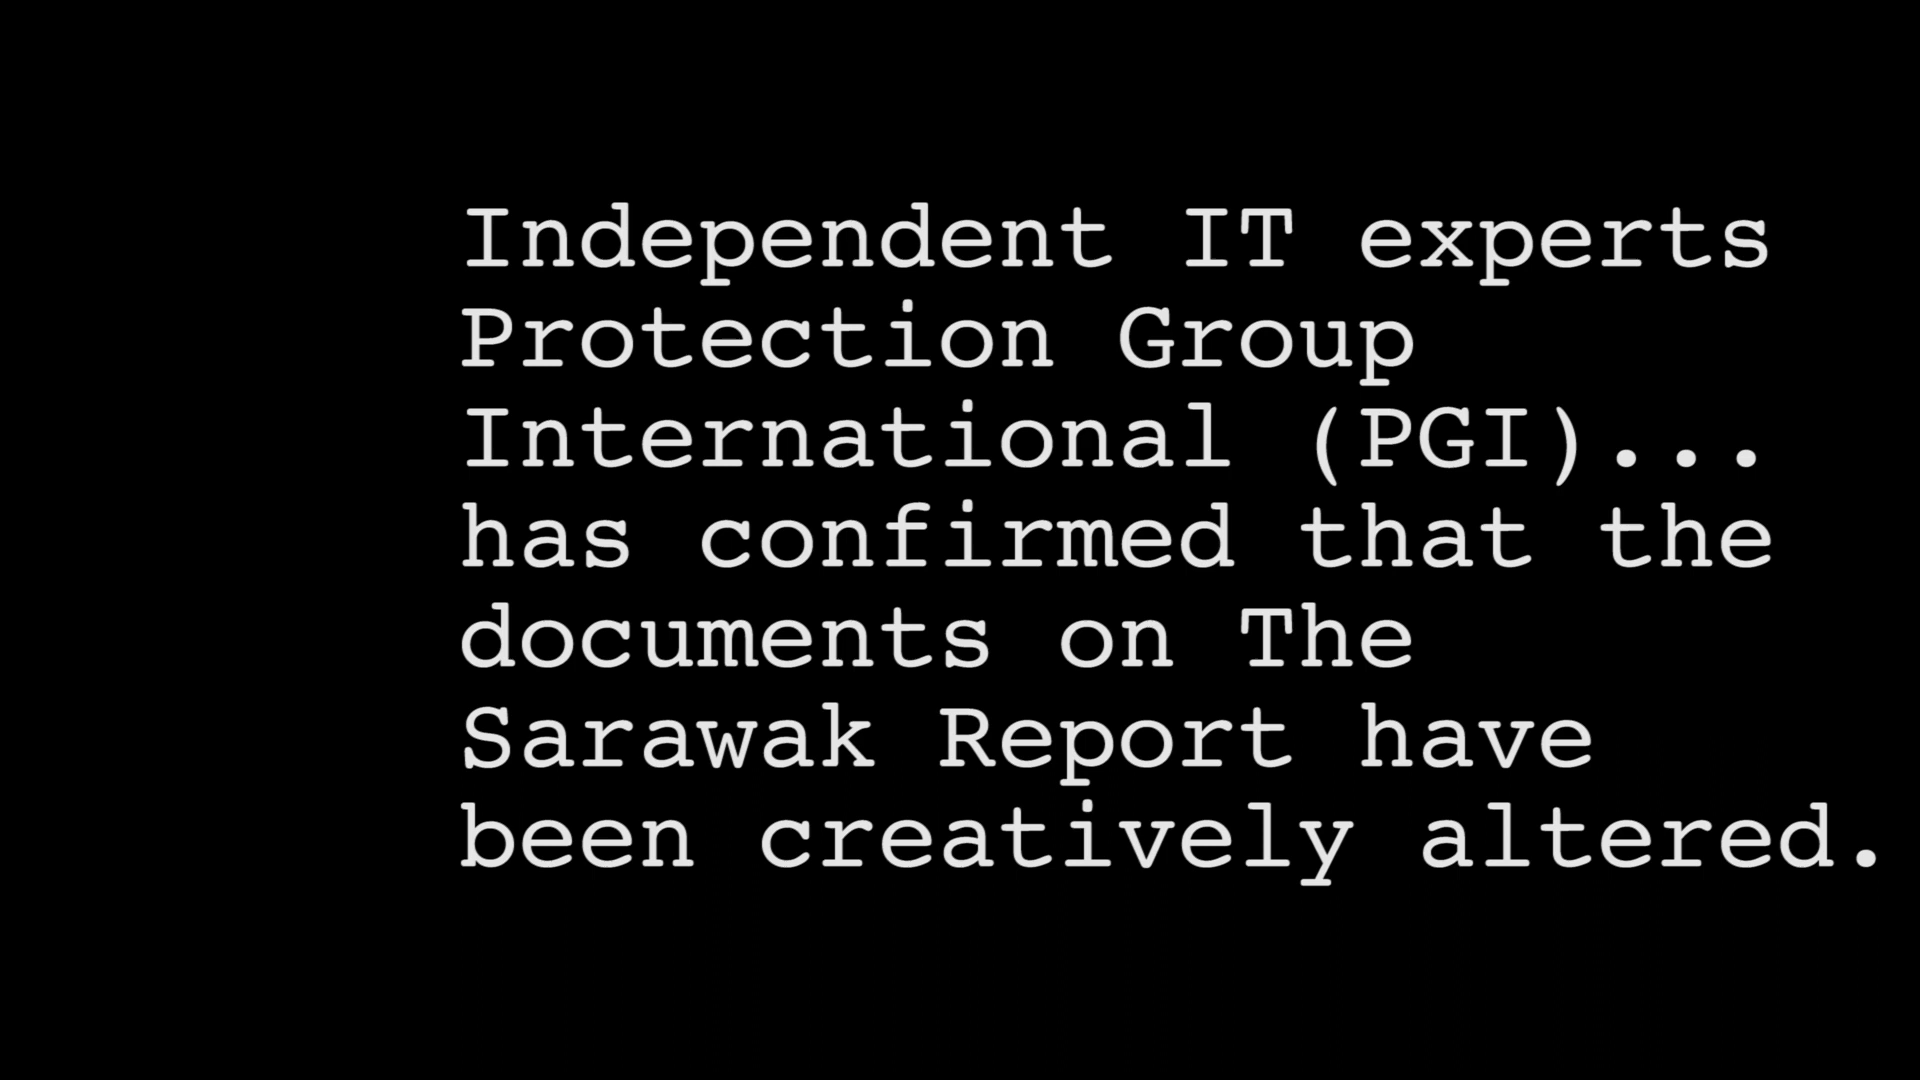 Independent IT experts
Protection Group
International (PGI)...
has confirmed that the
documents on The
Sarawak Report have
been creatively altered.